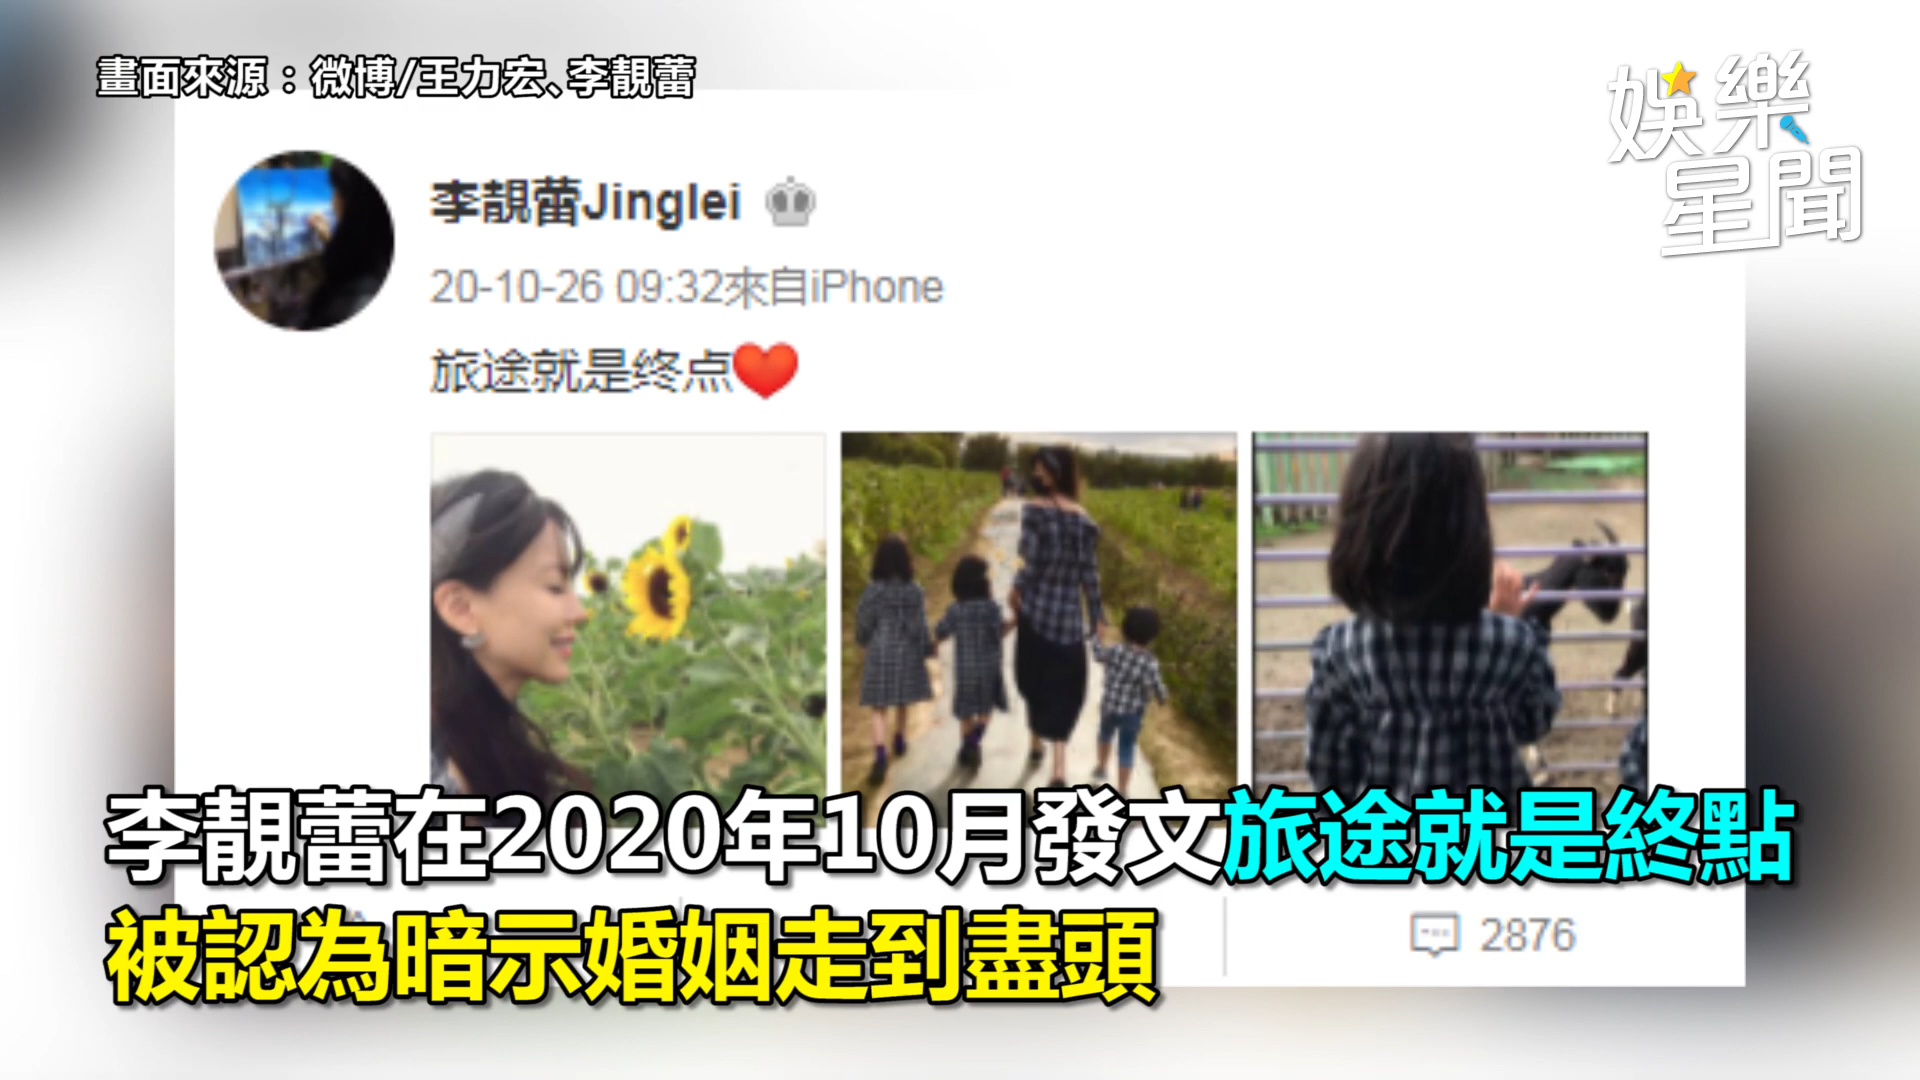 畫面來源：微博/王力宏、李靚蕾
娛樂
星聞
李靚蕾Jinglei
20-10-26 09:32來自iPhone
旅途就是终点❤️
李靚蕾在2020年10月發文旅途就是終點
被認為暗示婚姻走到盡頭
2876